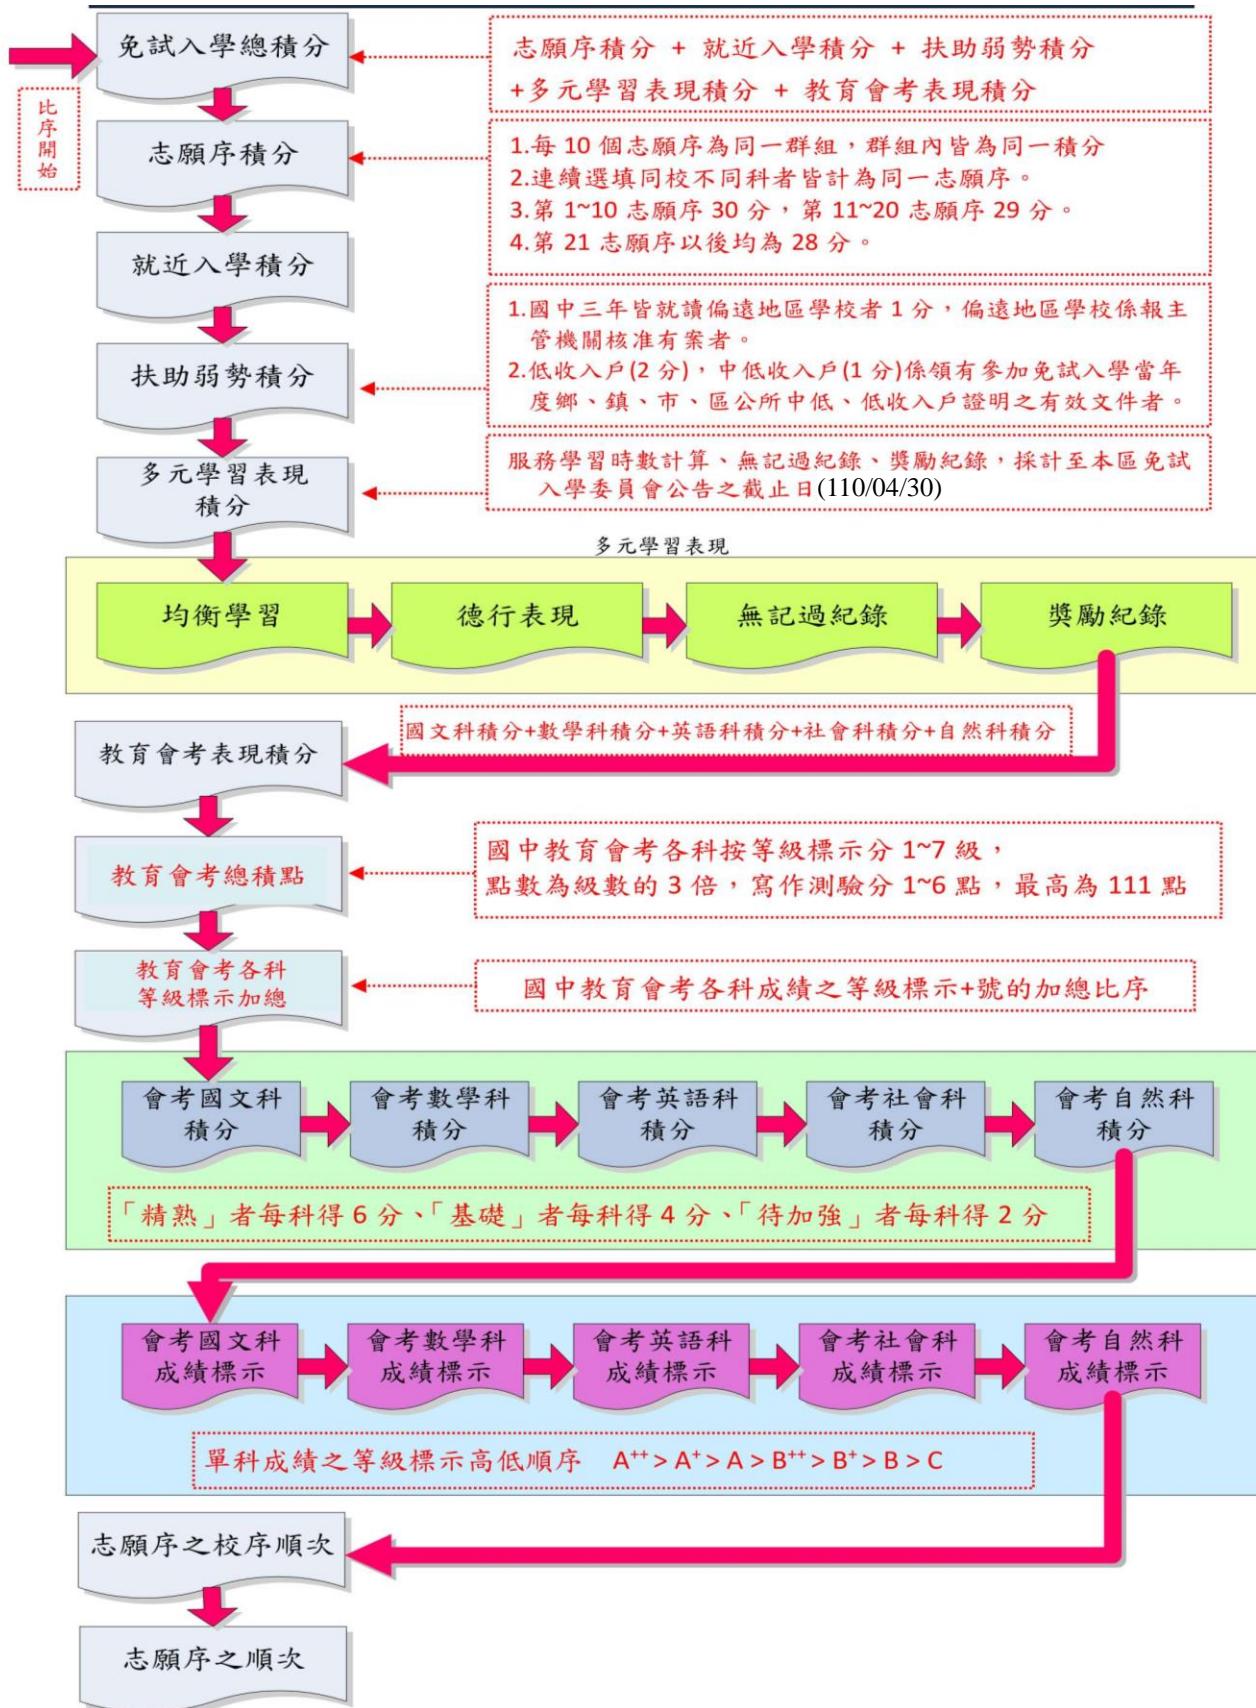 免試入學總積分
志願序積分 + 就近入學積分 + 扶助弱勢積分
+多元學習表現積分 + 教育會考表現積分
比序開始
志願序積分
1.每 10 個志願序為同一群組，群組內皆為同一積分
2.連續選填同校不同科者皆計為同一志願序。
3.第 1~10 志願序 30 分，第 11~20 志願序 29 分。
4.第 21 志願序以後均為 28 分。
就近入學積分
扶助弱勢積分
1.國中三年皆就讀偏遠地區學校者 1 分，偏遠地區學校係報主
管機關核准有案者。
2.低收入戶(2 分)，中低收入戶(1 分)係領有參加免試入學當年
度鄉、鎮、市、區公所中低、低收入戶證明之有效文件者。
多元學習表現
積分
服務學習時數計算、無記過紀錄、獎勵紀錄，採計至本區免試
入學委員會公告之截止日(110/04/30)
多元學習表現
均衡學習
德行表現
無記過紀錄
獎勵紀錄
國文科積分+數學科積分+英語科積分+社會科積分+自然科積分
教育會考表現積分
教育會考總積點
國中教育會考各科按等級標示分 1~7 級，
點數為級數的 3 倍，寫作測驗分 1~6 點，最高為 111 點
教育會考各科
等級標示加總
國中教育會考各科成績之等級標示+號的加總比序
會考國文科
積分
會考數學科
積分
會考英語科
積分
會考社會科
積分
會考自然科
積分
「精熟」者每科得 6 分、「基礎」者每科得 4 分、「待加強」者每科得 2 分
會考國文科
成績標示
會考數學科
成績標示
會考英語科
成績標示
會考社會科
成績標示
會考自然科
成績標示
單科成績之等級標示高低順序 A⁺⁺ > A⁺ > A > B⁺⁺ > B⁺ > B > C
志願序之校序順次
志願序之順次